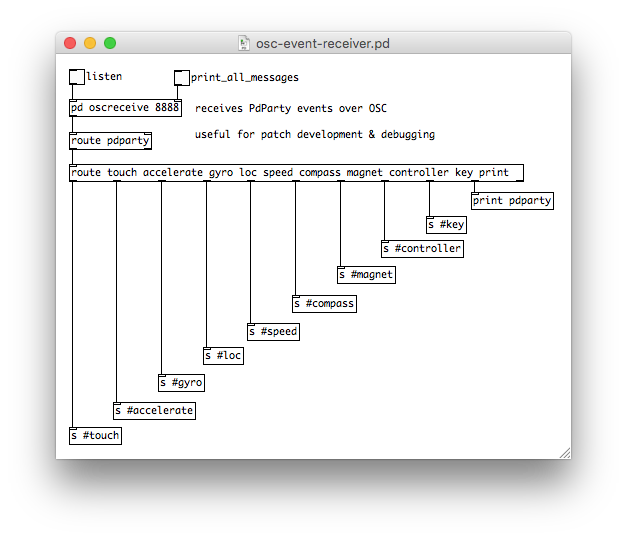 osc-event-receiver.pd
listen
print_all_messages
pd oscreceive 8888
receives PdParty events over OSC
route pdparty
useful for patch development & debugging
route touch accelerate gyro loc speed compass magnet controller key print
print pdparty
s #key
s #controller
s #magnet
s #compass
s #speed
s #loc
s #gyro
s #accelerate
s #touch